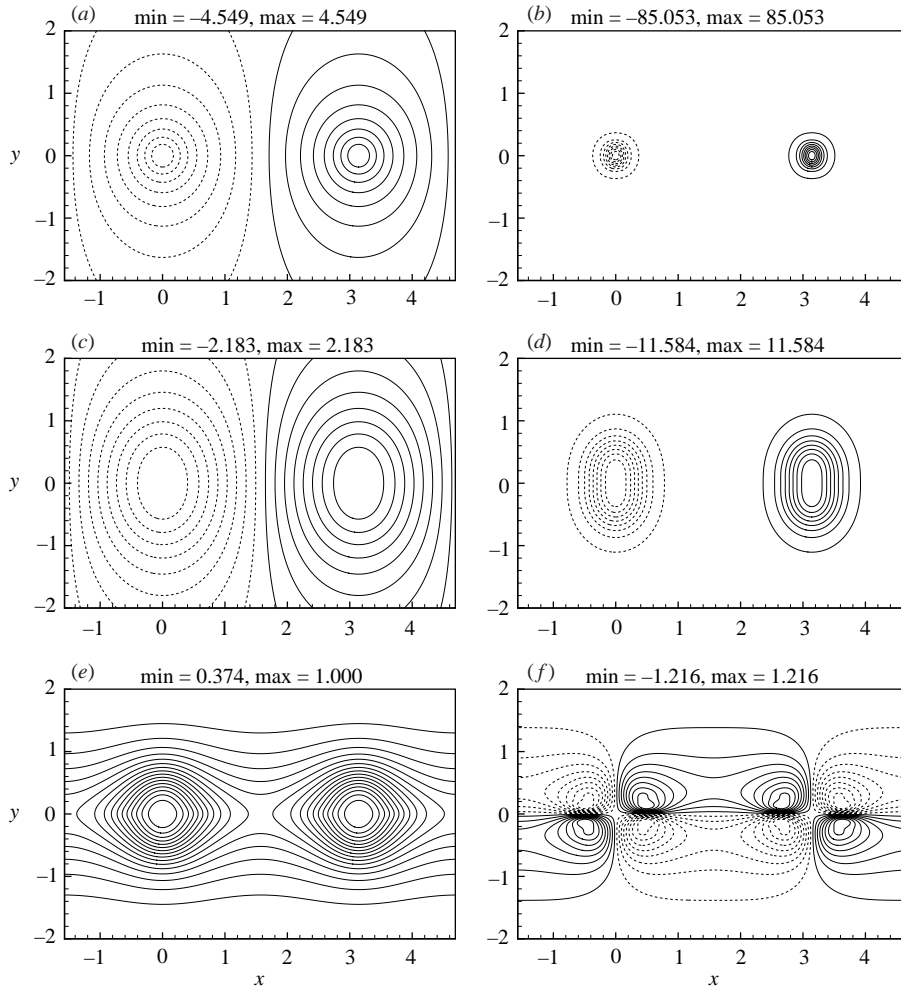 (a) min = –4.549, max = 4.549
(b) min = –85.053, max = 85.053
2
1
y 0
–1
–2
–1 0 1 2 3 4
2
1
0
–1
–2
–1 0 1 2 3 4
(c) min = –2.183, max = 2.183
(d) min = –11.584, max = 11.584
2
1
y 0
–1
–2
–1 0 1 2 3 4
2
1
0
–1
–2
–1 0 1 2 3 4
(e) min = 0.374, max = 1.000
(f) min = –1.216, max = 1.216
2
1
y 0
–1
–2
–1 0 1 2 3 4
x
2
1
0
–1
–2
–1 0 1 2 3 4
x